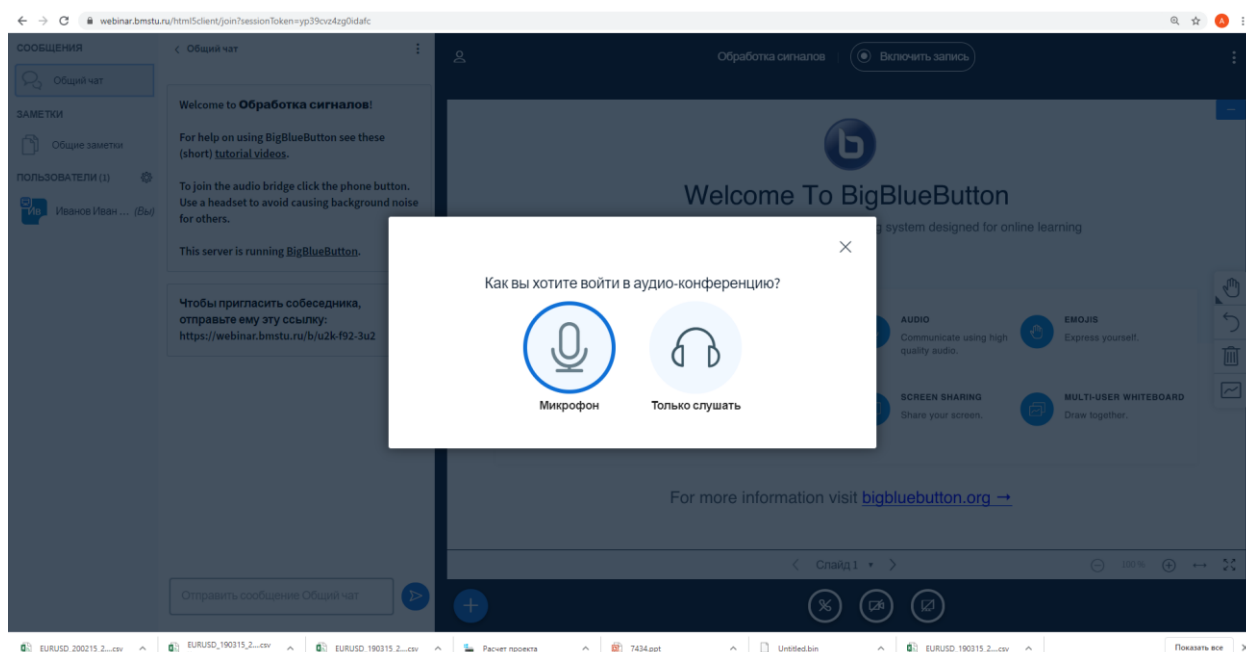 webinar.bmstu.ru/html5client/join?sessionToken=yp39cvz4zg0idafc
A
СООБЩЕНИЯ
Общий чат
ЗАМЕТКИ
Общие заметки
ПОЛЬЗОВАТЕЛИ (1)
Ив
Иванов Иван ... (Вы)
Общий чат
Welcome to Обработка сигналов!
For help on using BigBlueButton see these
(short) tutorial videos.
To join the audio bridge click the phone button.
Use a headset to avoid causing background noise
for others.
This server is running BigBlueButton.
Чтобы пригласить собеседника,
отправьте ему эту ссылку:
https://webinar.bmstu.ru/b/u2k-f92-3u2
Отправить сообщение Общий чат
Обработка сигналов
Включить запись
b
Welcome To BigBlueButton
g system designed for online learning
Как вы хотите войти в аудио-конференцию?
Микрофон
Только слушать
AUDIO
Communicate using high
quality audio.
EMOJIS
Express yourself.
SCREEN SHARING
Share your screen.
MULTI-USER WHITEBOARD
Draw together.
For more information visit bigbluebutton.org →
Слайд 1
100%
EURUSD_200215_2....csv
EURUSD_190315_2....csv
EURUSD_190315_2....csv
Расчет проекта
7434.ppt
Untitled.bin
EURUSD_190315_2....csv
Показать все